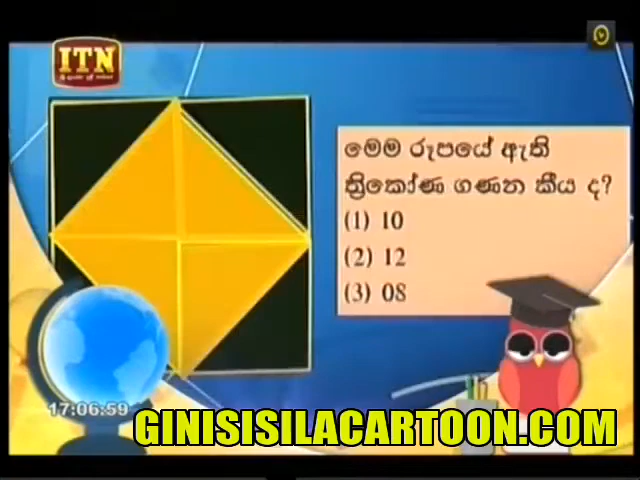 ITN
මෙම රූපයේ ඇති
ත්‍රිකෝණ ගණන කීය ද?
(1) 10
(2) 12
(3) 08
17:06:59
GINISISILACARTOON.COM